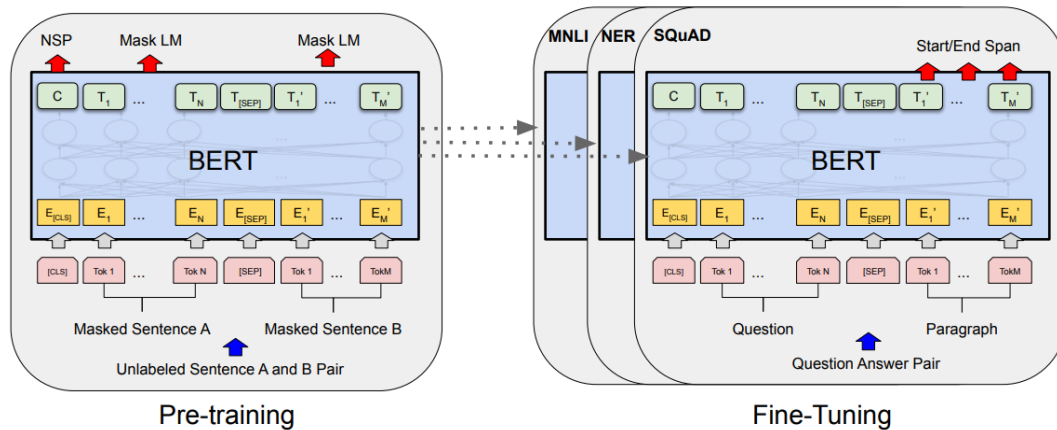 NSP Mask LM Mask LM
C T1 ... TN T[SEP] T1' ... TM'
BERT
E[CLS] E1 ... EN E[SEP] E1' ... EM'
[CLS] Tok 1 ... Tok N [SEP] Tok 1 ... TokM
Masked Sentence A Masked Sentence B
Unlabeled Sentence A and B Pair
Pre-training
MNLI NER SQuAD
Start/End Span
C T1 ... TN T[SEP] T1' ... TM'
BERT
E[CLS] E1 ... EN E[SEP] E1' ... EM'
[CLS] Tok 1 ... Tok N [SEP] Tok 1 ... TokM
Question Paragraph
Question Answer Pair
Fine-Tuning